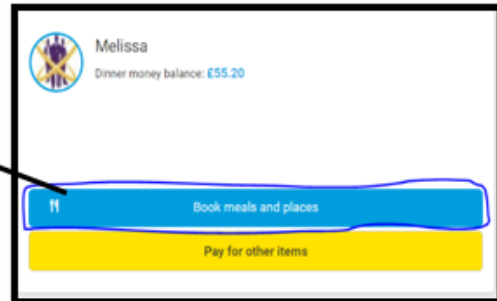 Melissa
Dinner money balance: £55.20
Book meals and places
Pay for other items